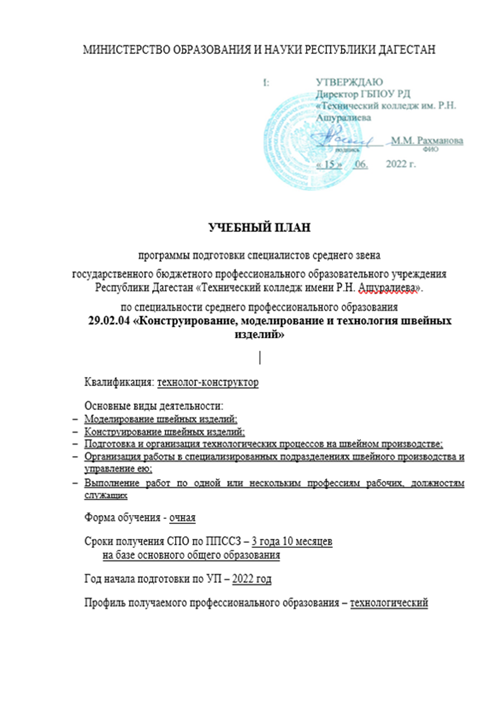 МИНИСТЕРСТВО ОБРАЗОВАНИЯ И НАУКИ РЕСПУБЛИКИ ДАГЕСТАН
УТВЕРЖДАЮ
Директор ГБПОУ РД
«Технический колледж им. Р.Н.
Ашуралиева
М.М. Рахманова
подпись ФИО
« 15 » 06. 2022 г.
УЧЕБНЫЙ ПЛАН
программы подготовки специалистов среднего звена
государственного бюджетного профессионального образовательного учреждения
Республики Дагестан «Технический колледж имени Р.Н. Ашуралиева».
по специальности среднего профессионального образования
29.02.04 «Конструирование, моделирование и технология швейных
изделий»
Квалификация: технолог-конструктор
Основные виды деятельности:
– Моделирование швейных изделий;
– Конструирование швейных изделий;
– Подготовка и организация технологических процессов на швейном производстве;
– Организация работы в специализированных подразделениях швейного производства и
управление ею;
– Выполнение работ по одной или нескольким профессиям рабочих, должностям
служащих
Форма обучения - очная
Сроки получения СПО по ППССЗ – 3 года 10 месяцев
на базе основного общего образования
Год начала подготовки по УП – 2022 год
Профиль получаемого профессионального образования – технологический